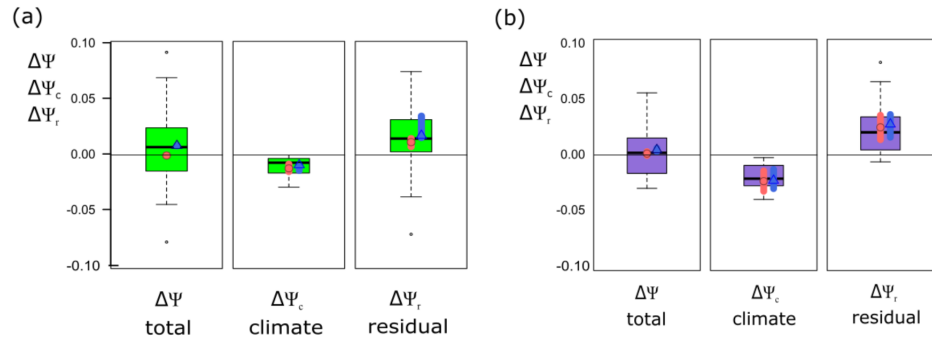 (a)
0.10
ΔΨ
ΔΨc
0.05
ΔΨr
0.00
-0.05
-0.10
ΔΨ
ΔΨc
ΔΨr
total
climate
residual
(b)
0.10
ΔΨ
ΔΨc
0.05
ΔΨr
0.00
-0.05
-0.10
ΔΨ
ΔΨc
ΔΨr
total
climate
residual